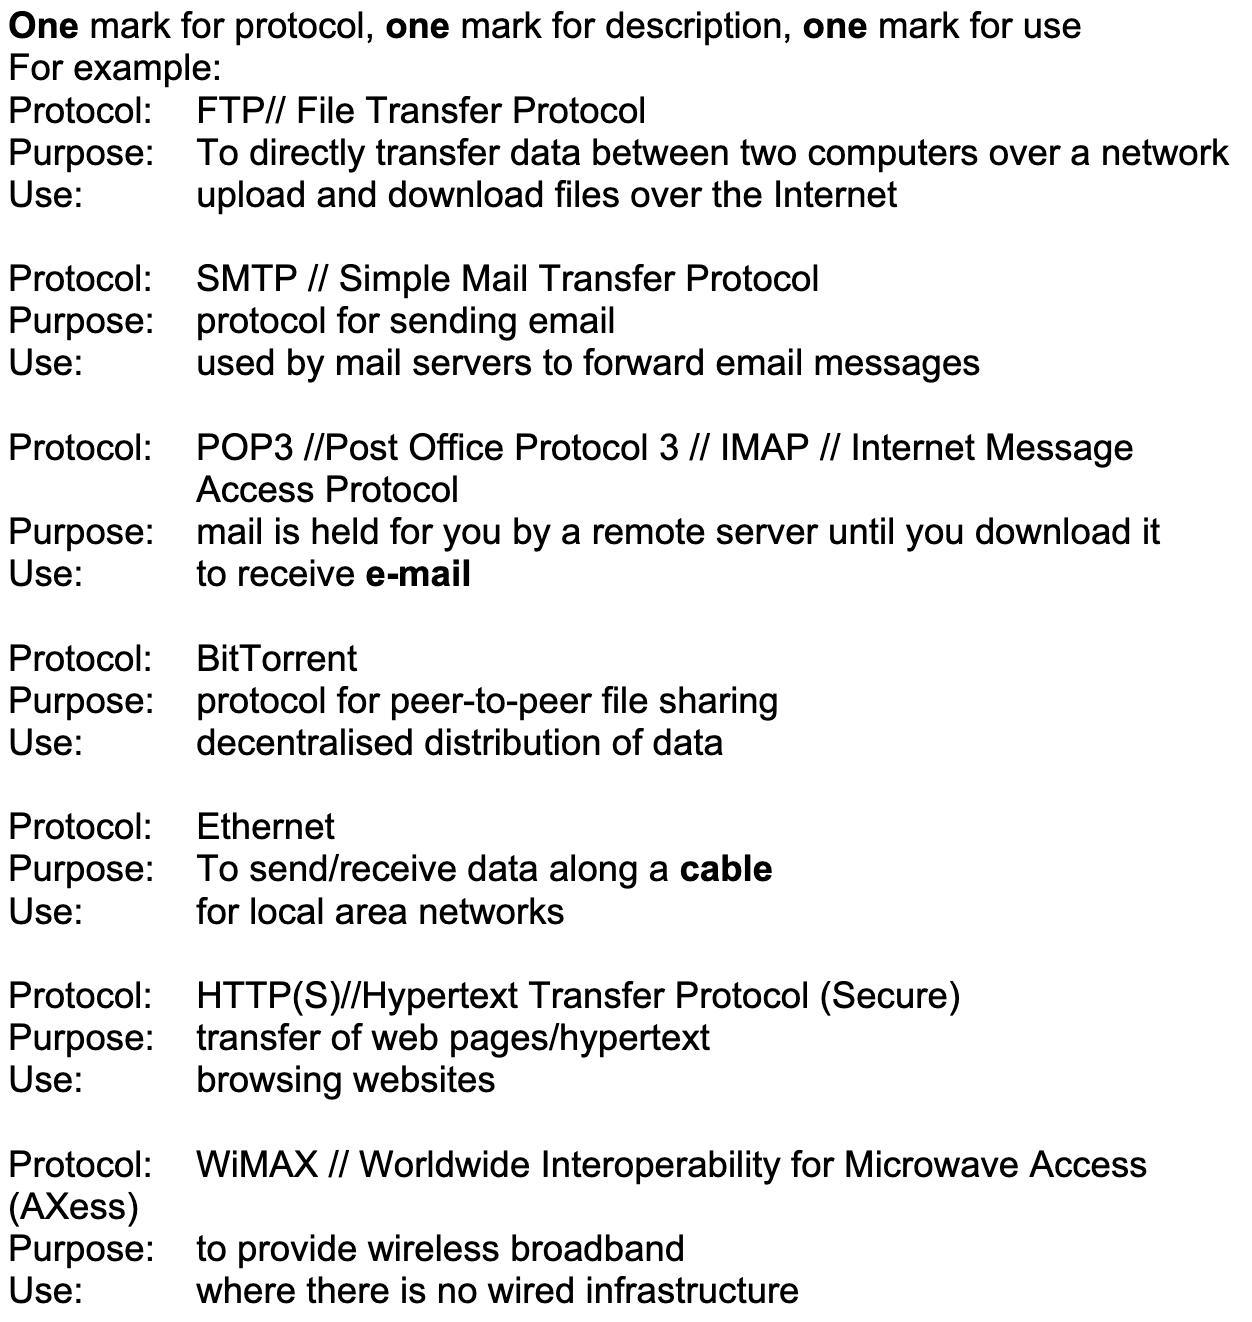 One mark for protocol, one mark for description, one mark for use
For example:
Protocol: FTP// File Transfer Protocol
Purpose: To directly transfer data between two computers over a network
Use: upload and download files over the Internet
Protocol: SMTP // Simple Mail Transfer Protocol
Purpose: protocol for sending email
Use: used by mail servers to forward email messages
Protocol: POP3 //Post Office Protocol 3 // IMAP // Internet Message
Access Protocol
Purpose: mail is held for you by a remote server until you download it
Use: to receive e-mail
Protocol: BitTorrent
Purpose: protocol for peer-to-peer file sharing
Use: decentralised distribution of data
Protocol: Ethernet
Purpose: To send/receive data along a cable
Use: for local area networks
Protocol: HTTP(S)//Hypertext Transfer Protocol (Secure)
Purpose: transfer of web pages/hypertext
Use: browsing websites
Protocol: WiMAX // Worldwide Interoperability for Microwave Access
(AXess)
Purpose: to provide wireless broadband
Use: where there is no wired infrastructure